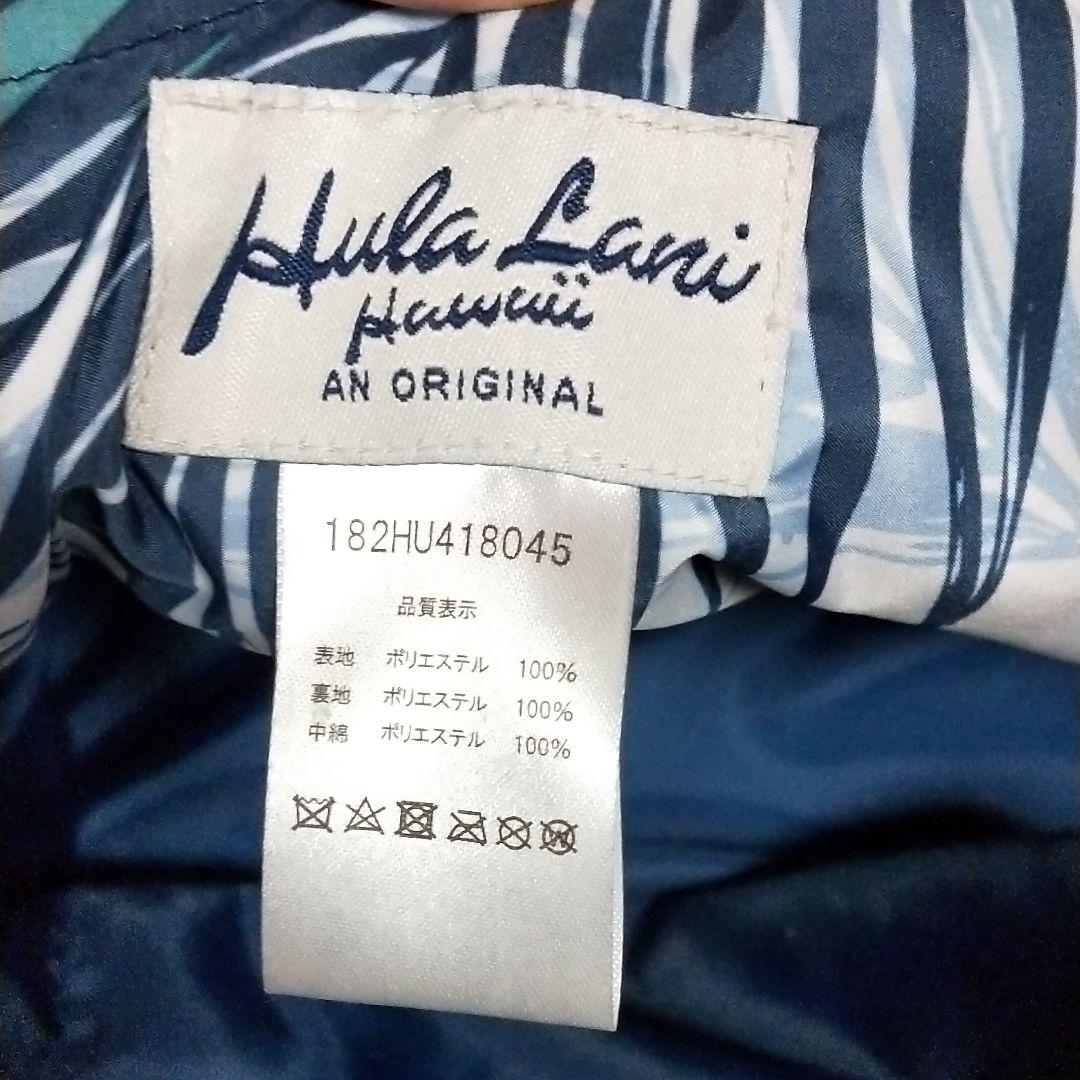 Hula Lani
Hawaii
AN ORIGINAL
182HU418045
品質表示
表地 ポリエステル 100%
裏地 ポリエステル 100%
中綿 ポリエステル 100%
W